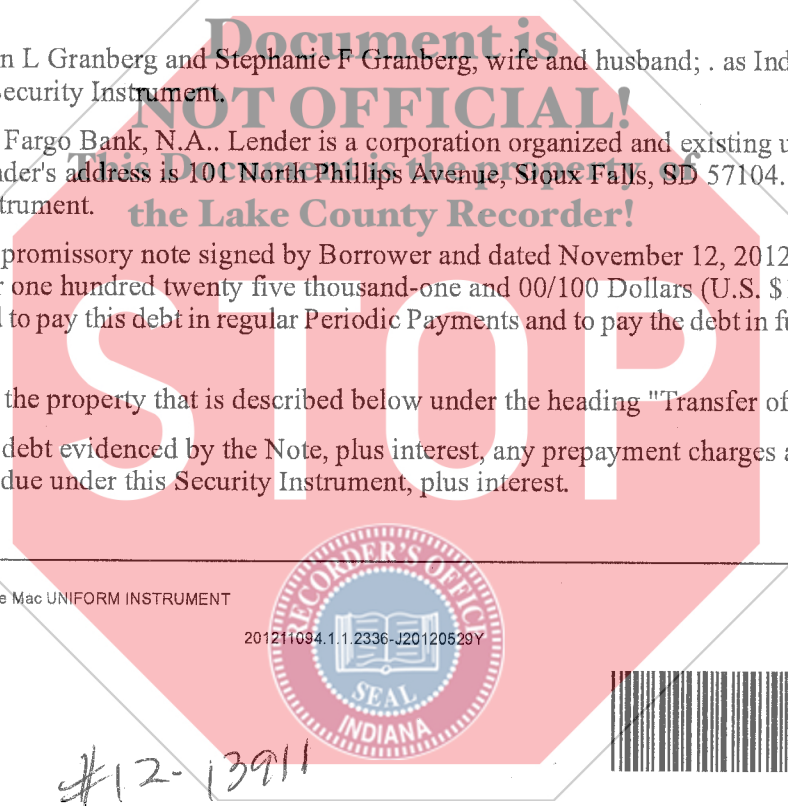 Document is
n L Granberg and Stephanie F Granberg, wife and husband; . as Ind
ecurity Instrument.
NOT OFFICIAL!
Fargo Bank, N.A.. Lender is a corporation organized and existing u
This Document is the property of
der's address is 101 North Phillips Avenue, Sioux Falls, SD 57104.
trument.
the Lake County Recorder!
promissory note signed by Borrower and dated November 12, 2012
r one hundred twenty five thousand-one and 00/100 Dollars (U.S. $1
l to pay this debt in regular Periodic Payments and to pay the debt in fu
STOP
the property that is described below under the heading "Transfer of
debt evidenced by the Note, plus interest, any prepayment charges a
due under this Security Instrument, plus interest.
e Mac UNIFORM INSTRUMENT
201211094.1.1.2336-J20120529Y
RECORDER'S OFFICE
SEAL
INDIANA
#12-13911